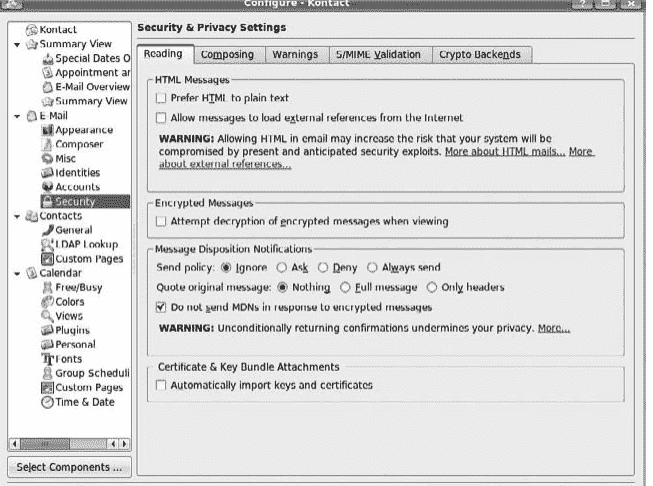 Configure - Kontact
Kontact
Summary View
Special Dates O
Appointment ar
E-Mail Overview
Summary View
E-Mail
Appearance
Composer
Misc
Identities
Accounts
Security
Contacts
General
LDAP Lookup
Custom Pages
Calendar
Free/Busy
Colors
Views
Plugins
Personal
Fonts
Group Scheduli
Custom Pages
Time & Date
Select Components ...
Security & Privacy Settings
Reading Composing Warnings S/MIME Validation Crypto Backends
HTML Messages
Prefer HTML to plain text
Allow messages to load external references from the Internet
WARNING: Allowing HTML in email may increase the risk that your system will be
compromised by present and anticipated security exploits. More about HTML mails... More
about external references...
Encrypted Messages
Attempt decryption of encrypted messages when viewing
Message Disposition Notifications
Send policy: Ignore Ask Deny Always send
Quote original message: Nothing Full message Only headers
Do not send MDNs in response to encrypted messages
WARNING: Unconditionally returning confirmations undermines your privacy. More...
Certificate & Key Bundle Attachments
Automatically import keys and certificates